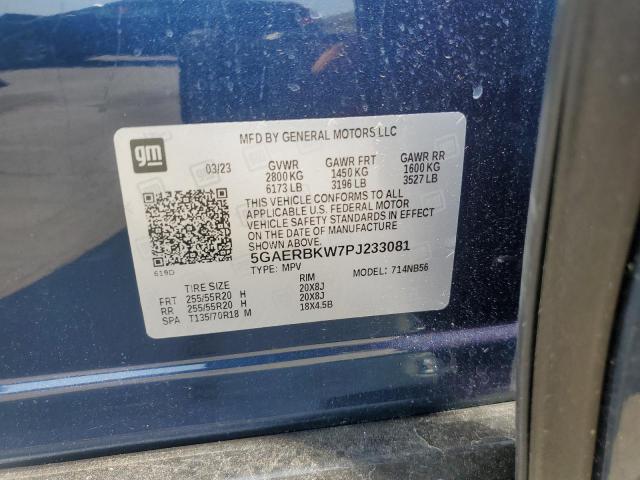 MFD BY GENERAL MOTORS LLC
gm
03/23
GVWR GAWR FRT GAWR RR
2800KG 1450 KG 1600 KG
6173 LB 3196 LB 3527 LB
THIS VEHICLE CONFORMS TO ALL
APPLICABLE U.S. FEDERAL MOTOR
VEHICLE SAFETY STANDARDS IN EFFECT
ON THE DATE OF MANUFACTURE
SHOWN ABOVE.
5GAERBKW7PJ233081
619D
TYPE: MPV MODEL: 714NB56
TIRE SIZE RIM
FRT 255/55R20 H 20X8J
RR 255/55R20 H 20X8J
SPA T135/70R18 M 18X4.5B